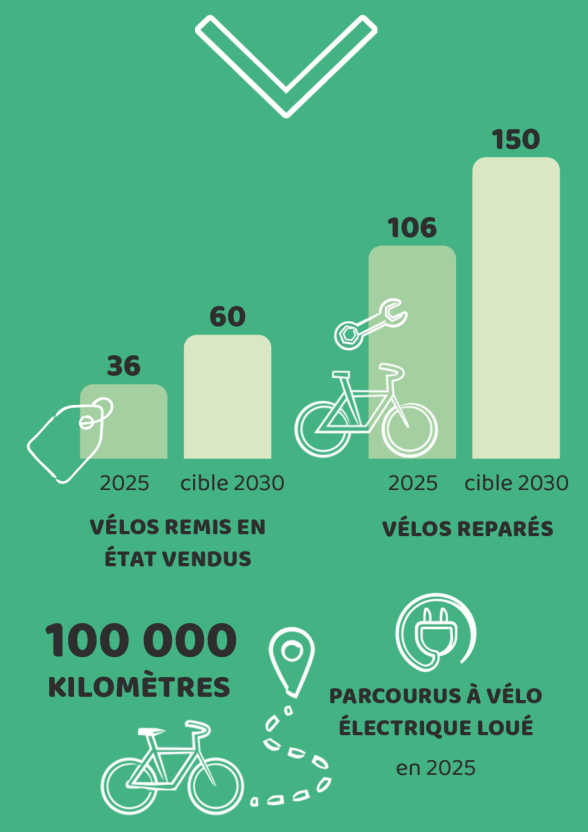 36
60
106
150
2025
cible 2030
2025
cible 2030
VÉLOS REMIS EN
ÉTAT VENDUS
VÉLOS REPARÉS
100 000
KILOMÈTRES
PARCOURUS À VÉLO
ÉLECTRIQUE LOUÉ
en 2025